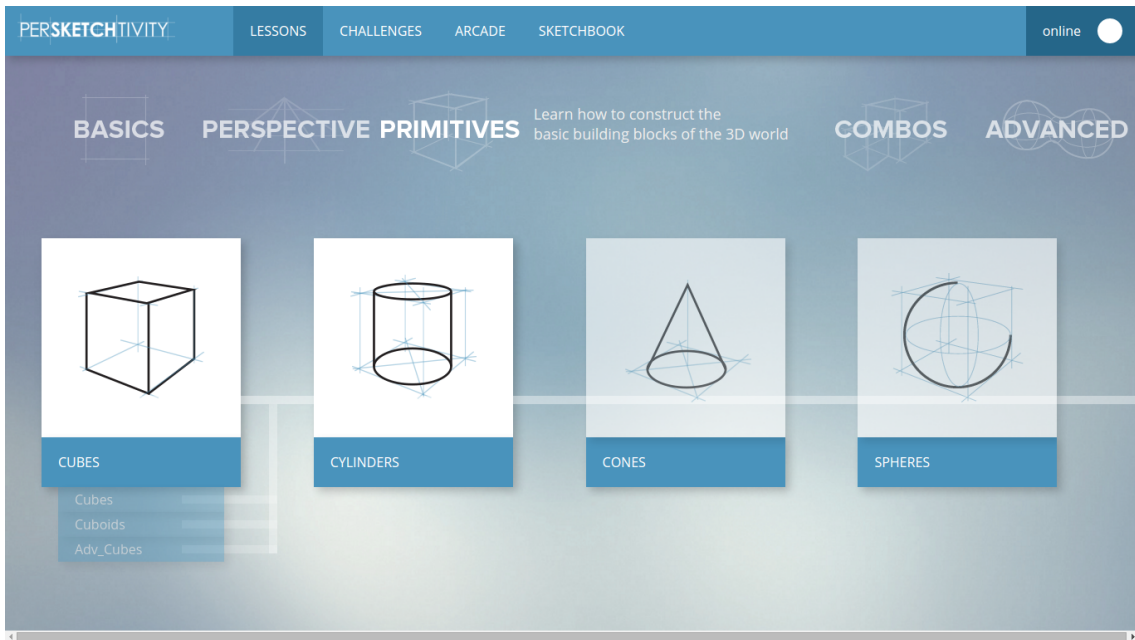 PERSKETCHTIVITY
LESSONS
CHALLENGES
ARCADE
SKETCHBOOK
online
BASICS
PERSPECTIVE
PRIMITIVES
Learn how to construct the
basic building blocks of the 3D world
COMBOS
ADVANCED
CUBES
CYLINDERS
CONES
SPHERES
Cubes
Cuboids
Adv_Cubes